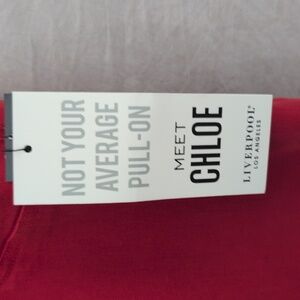 NOT YOUR
AVERAGE
PULL-ON
MEET
CHLOE
LIVERPOOL®
LOS ANGELES